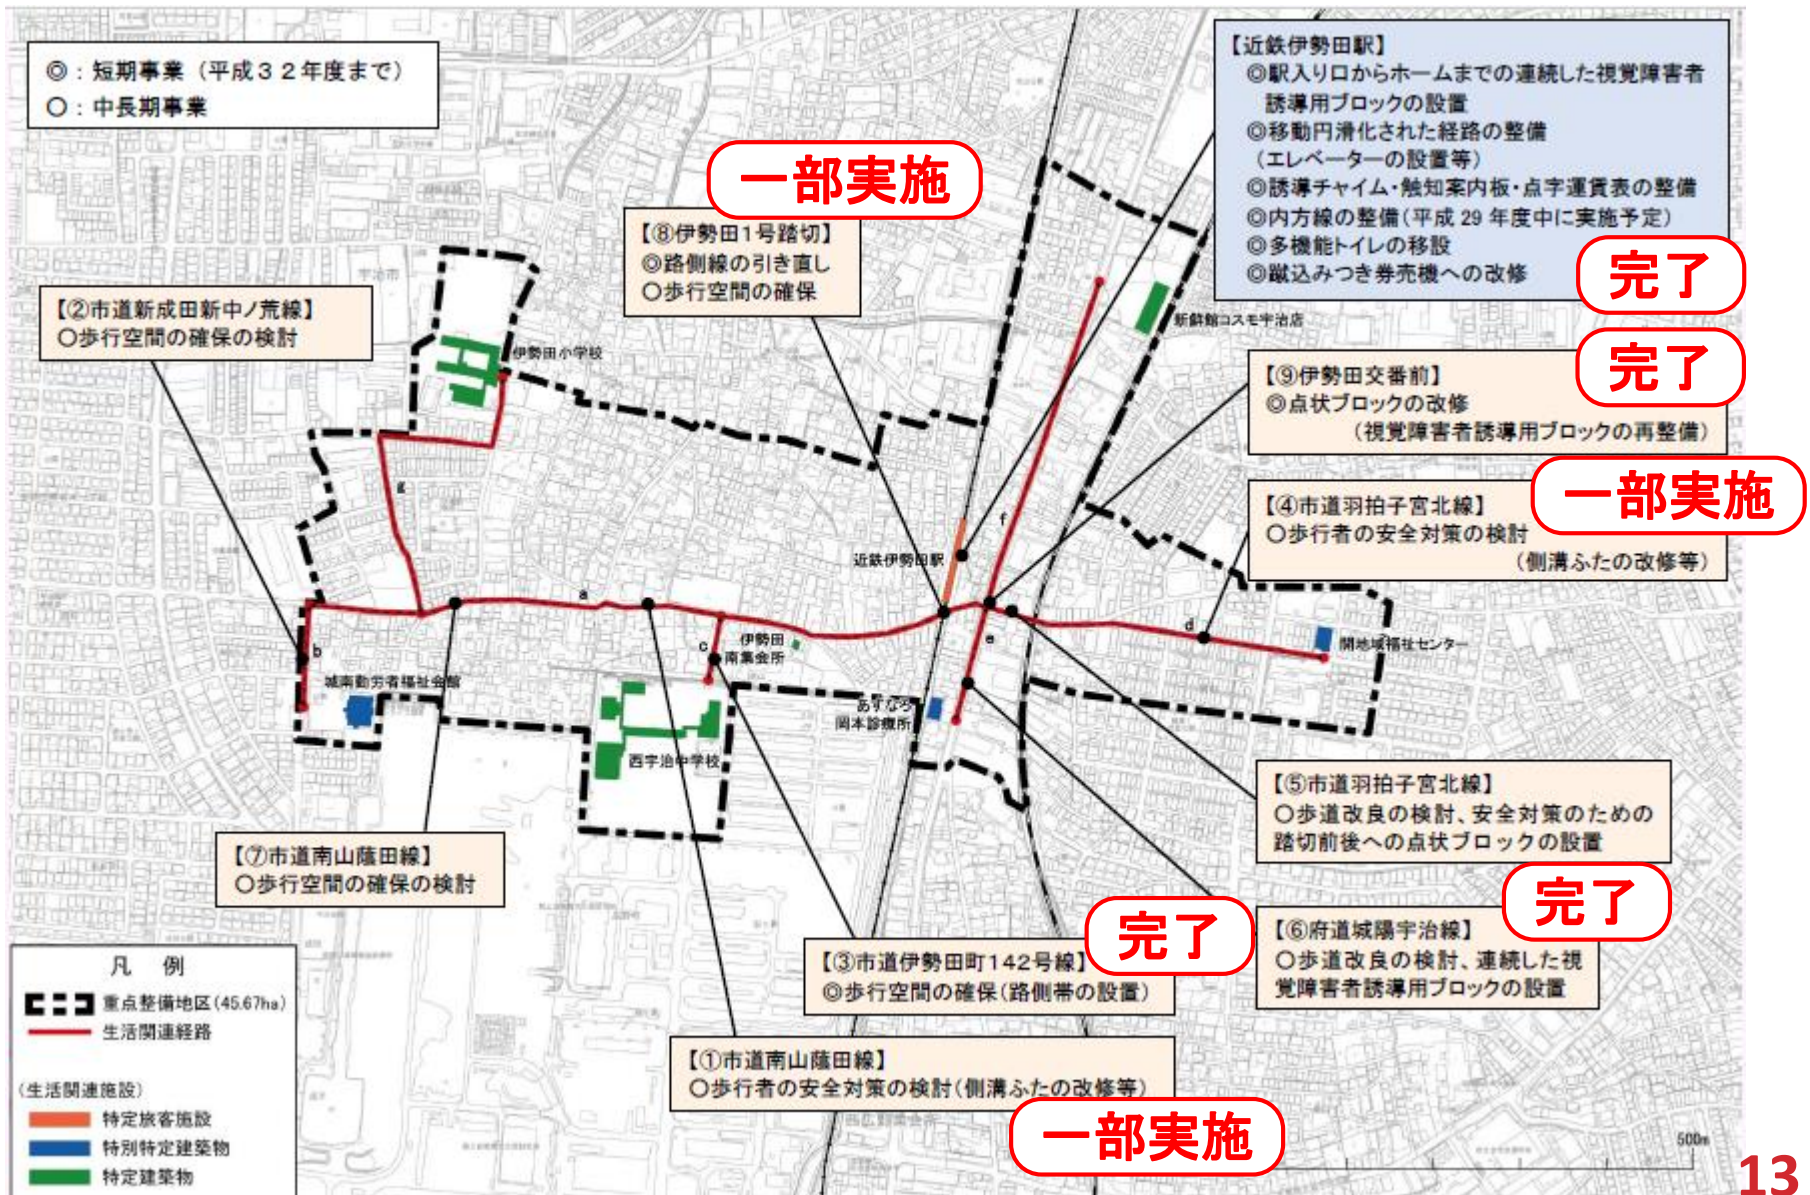 ◎：短期事業（平成３２年度まで）
○：中長期事業
【近鉄伊勢田駅】
◎駅入り口からホームまでの連続した視覚障害者
誘導用ブロックの設置
◎移動円滑化された経路の整備
（エレベーターの設置等）
◎誘導チャイム・触知案内板・点字運賃表の整備
◎内方線の整備（平成 29 年度中に実施予定）
◎多機能トイレの移設
◎蹴込みつき券売機への改修
完了
一部実施
【⑧伊勢田1号踏切】
◎路側線の引き直し
○歩行空間の確保
宇治市
【②市道新成田新中ノ荒線】
○歩行空間の確保の検討
伊勢田小学校
新鮮館コスモ宇治店
完了
【⑨伊勢田交番前】
◎点状ブロックの改修
（視覚障害者誘導用ブロックの再整備）
一部実施
【④市道羽拍子宮北線】
○歩行者の安全対策の検討
（側溝ふたの改修等）
g
f
近鉄伊勢田駅
a
b
c
d
e
伊勢田
南集会所
開地域福祉センター
城南勤労者福祉会館
あすなろ
岡本診療所
西宇治中学校
【⑤市道羽拍子宮北線】
○歩道改良の検討、安全対策のための
踏切前後への点状ブロックの設置
【⑦市道南山蔭田線】
○歩行空間の確保の検討
完了
【⑥府道城陽宇治線】
○歩道改良の検討、連続した視
覚障害者誘導用ブロックの設置
完了
【③市道伊勢田町142号線】
◎歩行空間の確保（路側帯の設置）
【①市道南山蔭田線】
○歩行者の安全対策の検討（側溝ふたの改修等）
一部実施
凡　例
重点整備地区（45.67ha）
生活関連経路
（生活関連施設）
特定旅客施設
特別特定建築物
特定建築物
500m
13